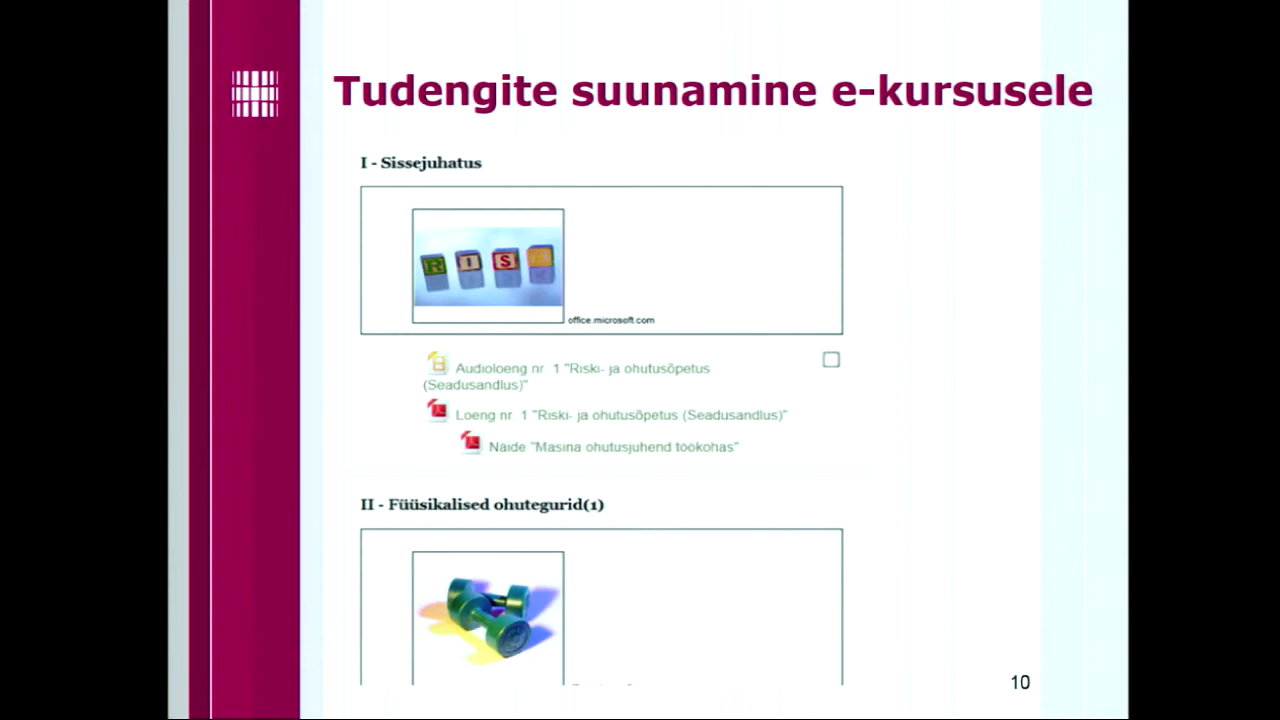 Tudengite suunamine e-kursusele
I - Sissejuhatus
R I S
office.microsoft.com
Audioloeng nr. 1 "Riski- ja ohutusõpetus
(Seadusandlus)"
Loeng nr. 1 "Riski- ja ohutusõpetus (Seadusandlus)"
Näide "Masina ohutusjuhend töökohas"
II - Füüsikalised ohutegurid(1)
10